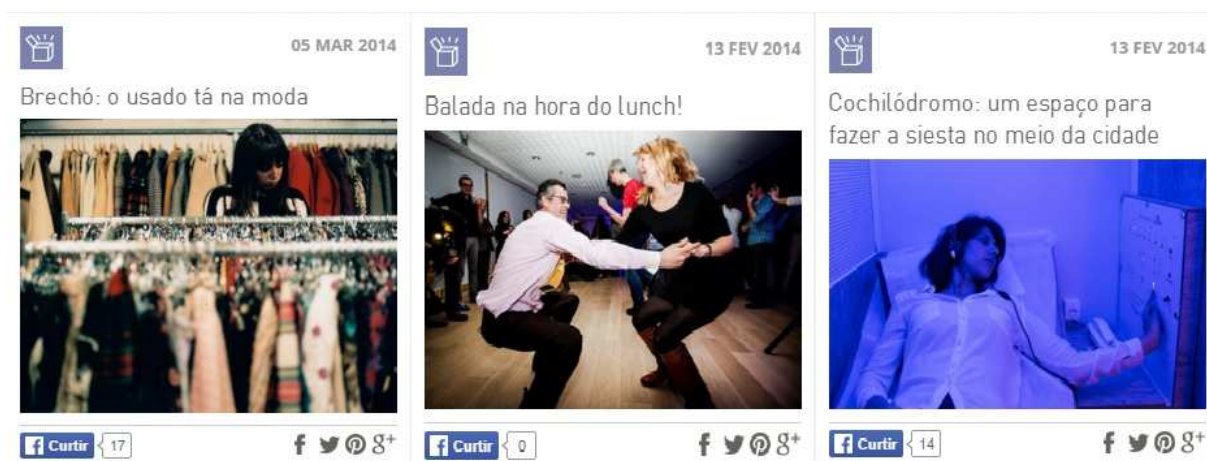 05 MAR 2014
Brechó: o usado tá na moda
Curtir 17
13 FEV 2014
Balada na hora do lunch!
Curtir 0
13 FEV 2014
Cochilódromo: um espaço para
fazer a siesta no meio da cidade
Curtir 14